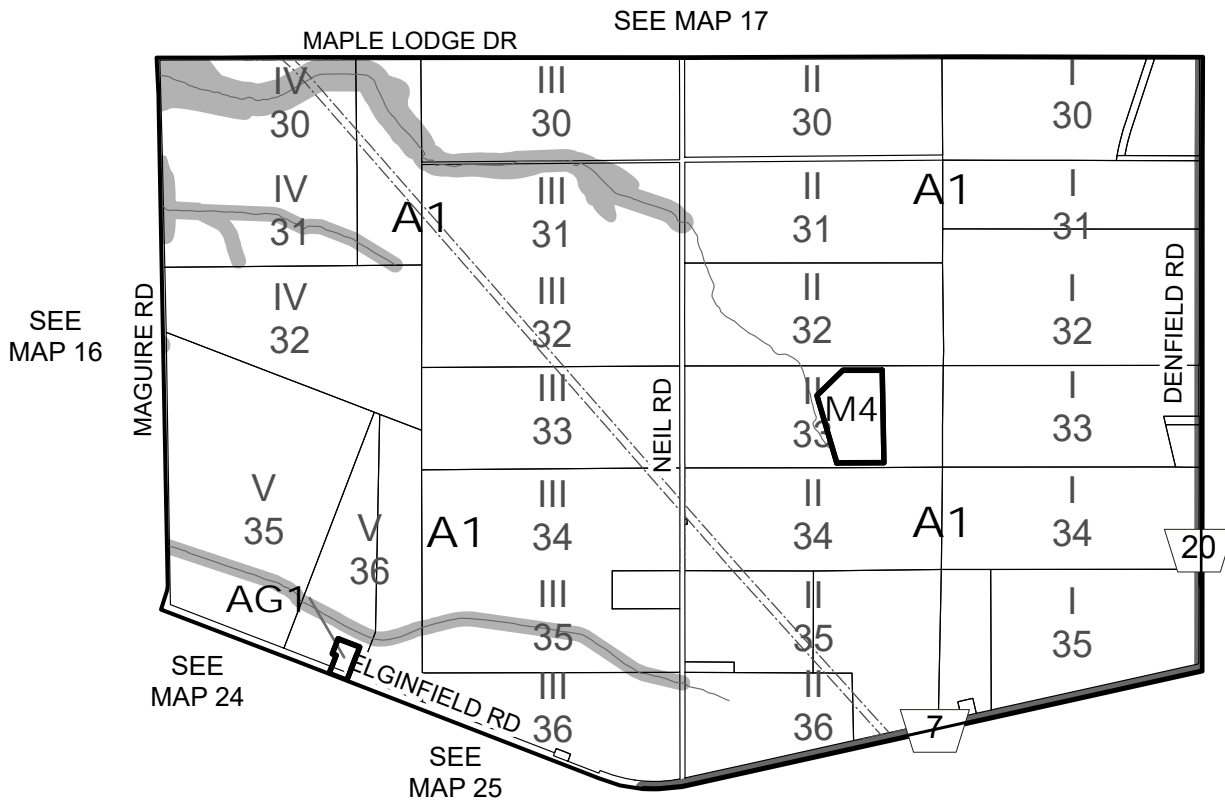 SEE MAP 17
MAPLE LODGE DR
IV
30
III
30
II
30
I
30
IV
31
A1
III
31
II
31
A1
I
31
SEE
MAP 16
MAGUIRE RD
IV
32
III
32
II
32
I
32
DENFIELD RD
III
33
NEIL RD
II
33
M4
I
33
V
35
V
36
A1
III
34
II
34
A1
I
34
20
AG1
III
35
II
35
I
35
SEE
MAP 24
ELGINFIELD RD
III
36
II
36
7
SEE
MAP 25